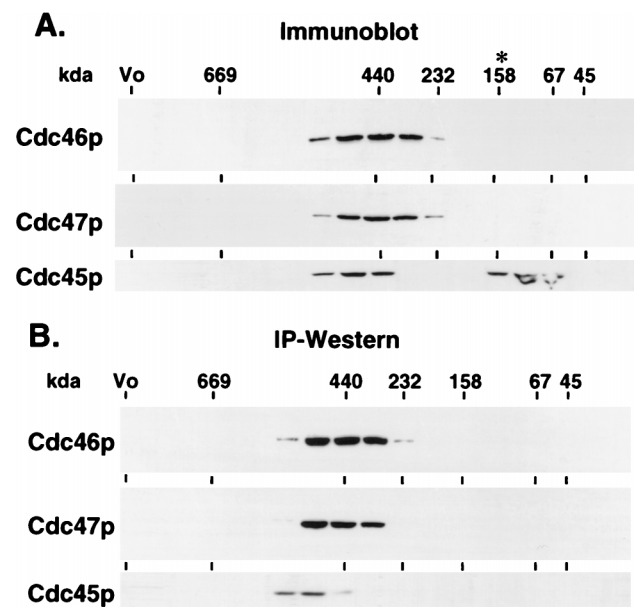 A.
Immunoblot
*
kda Vo 669 440 232 158 67 45
Cdc46p
Cdc47p
Cdc45p
B.
IP-Western
kda Vo 669 440 232 158 67 45
Cdc46p
Cdc47p
Cdc45p